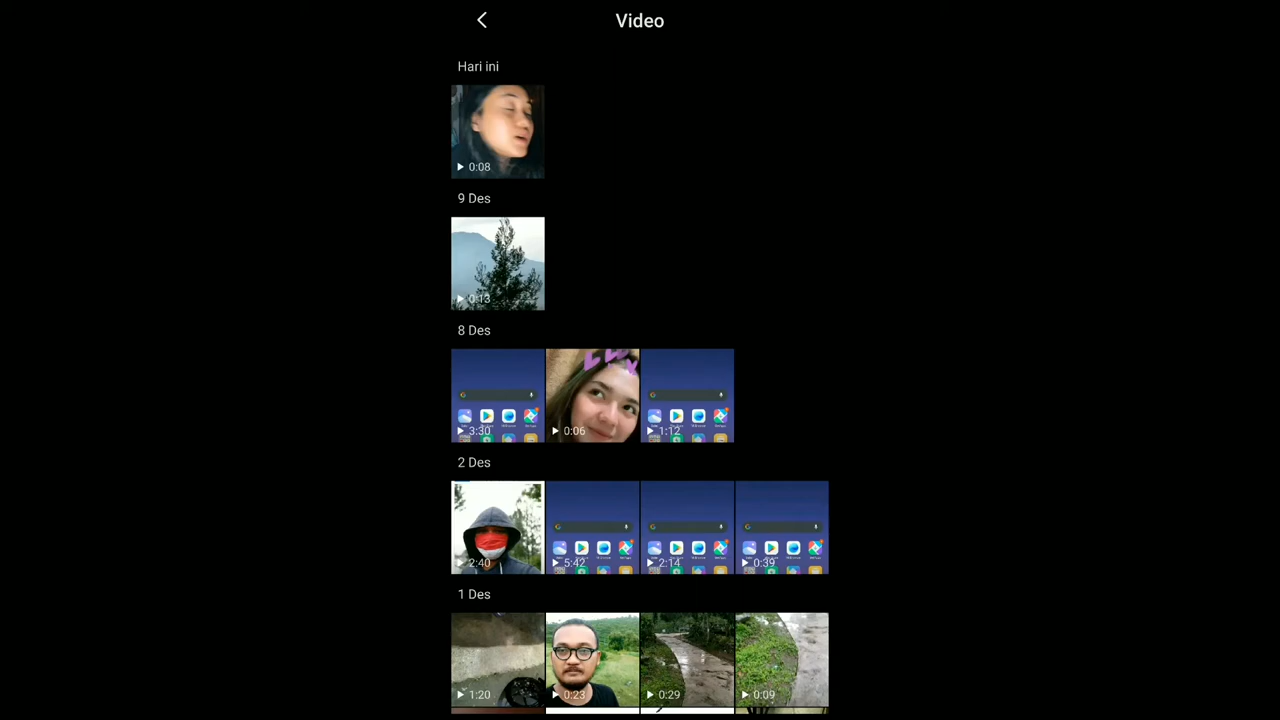 Video
Hari ini
0:08
9 Des
0:13
8 Des
3:30
0:06
1:12
2 Des
2:40
5:42
2:14
0:39
1 Des
1:20
0:23
0:29
0:09